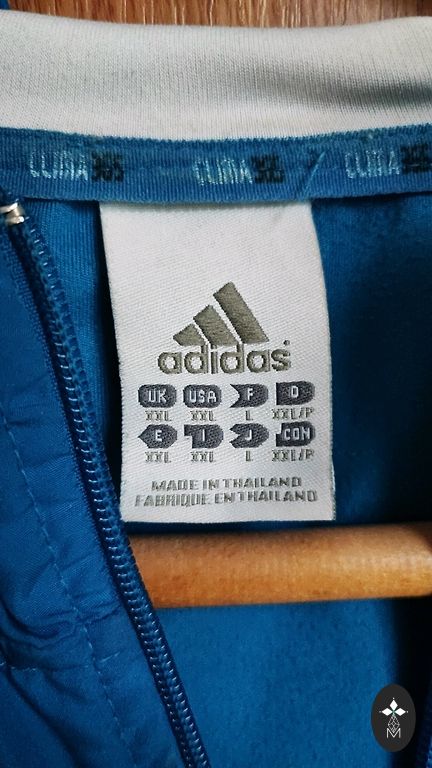 CLIMA365 CLIMA365 CLIMA365
adidas
UK USA F D
XXL XXL L XXL/P
E I J COM
XXL XXL L XXL/P
MADE IN THAILAND
FABRIQUE EN THAILAND
M